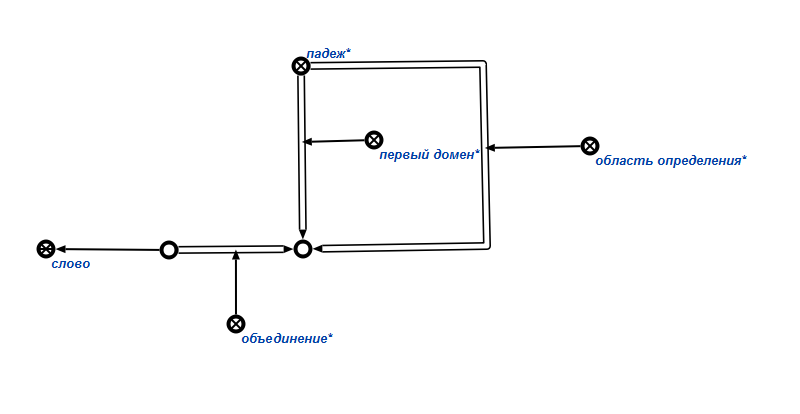 падеж*
первый домен*
область определения*
слово
объединение*